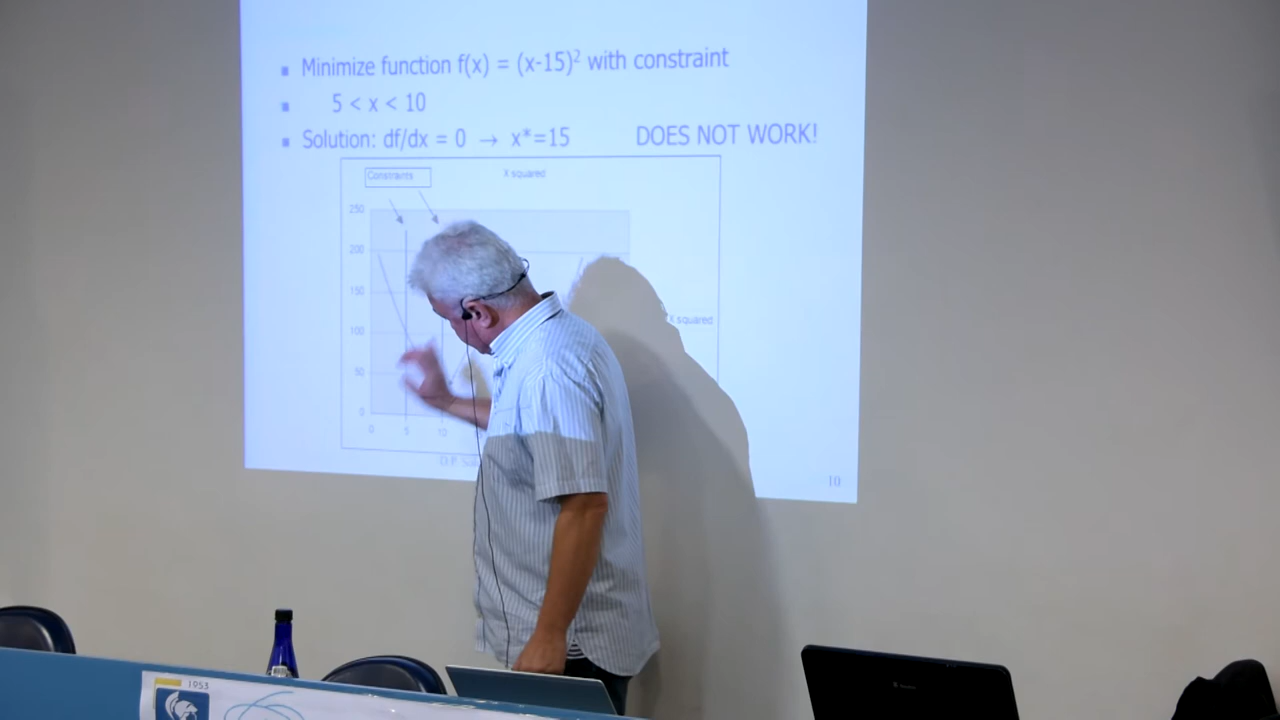 Minimize function f(x) = (x-15)² with constraint
5 < x < 10
Solution: df/dx = 0 → x*=15 DOES NOT WORK!
Constraints
X squared
250
200
150
100
50
0
0 5 10
X squared
D.P.
10
1953